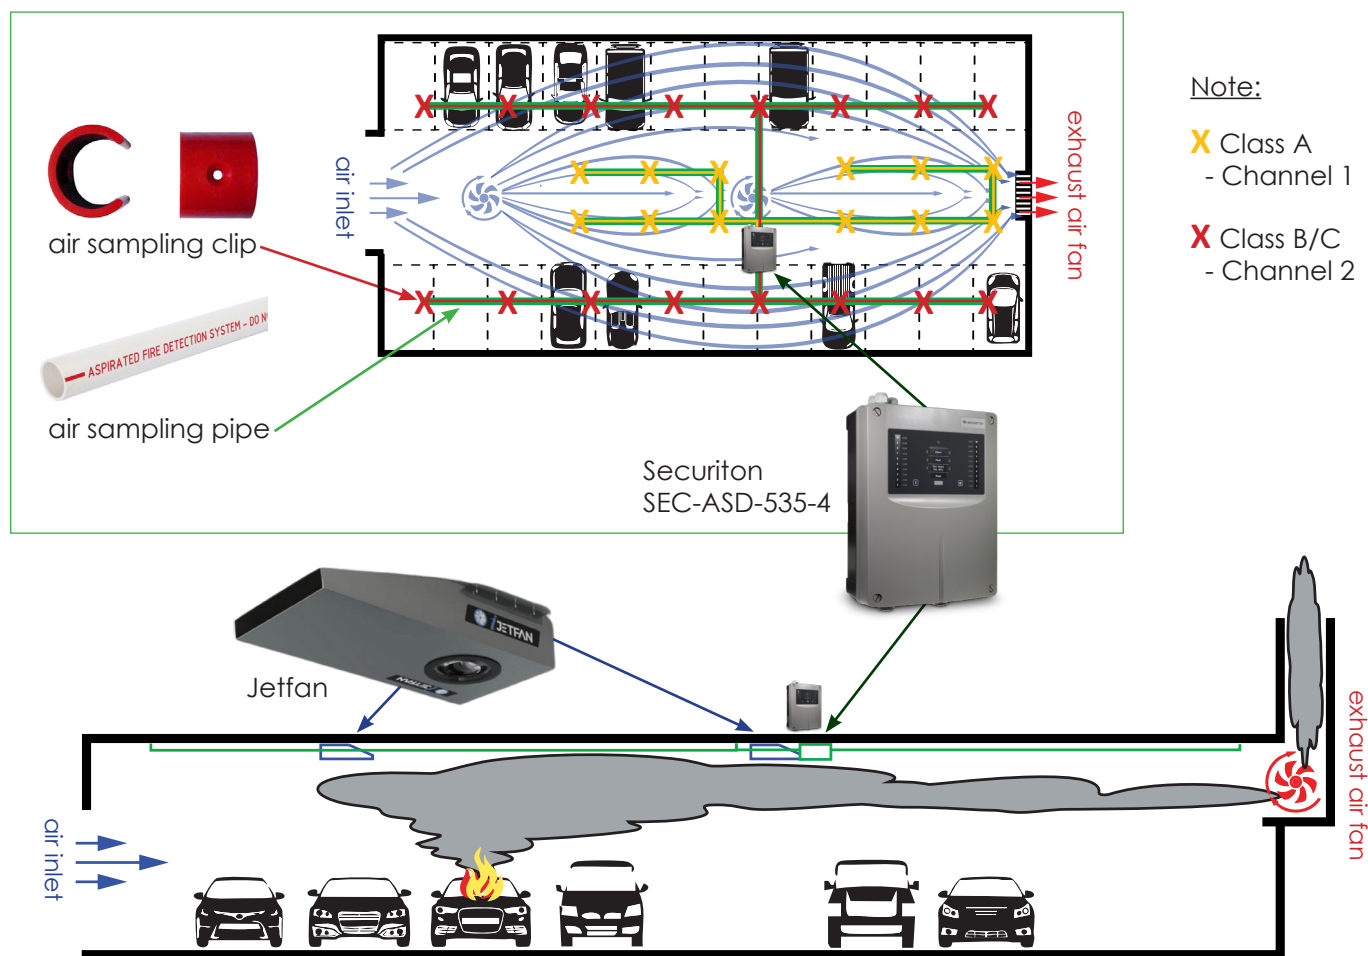 air inlet
exhaust air fan
Note:
X Class A
- Channel 1
X Class B/C
- Channel 2
air sampling clip
ASPIRATED FIRE DETECTION SYSTEM – DO N
air sampling pipe
Securiton
SEC-ASD-535-4
iJETFAN
JETFAN
Jetfan
air inlet
exhaust air fan